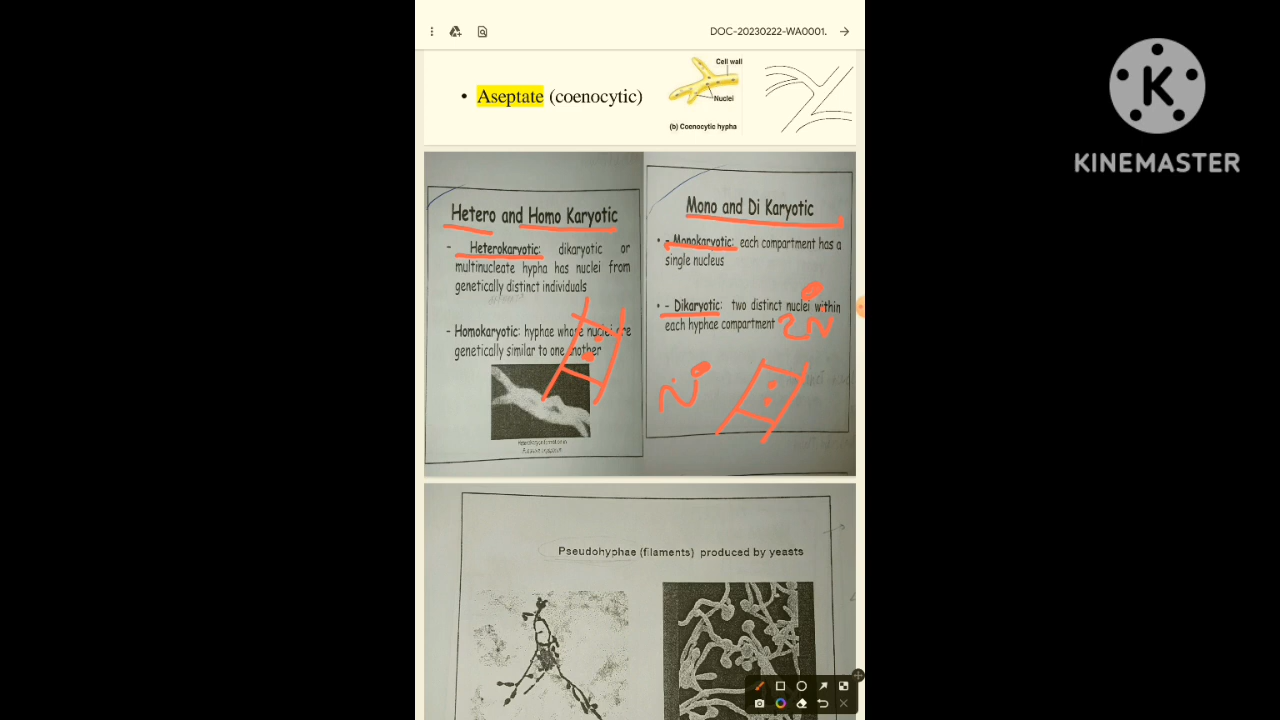 DOC-20230222-WA0001.
• Aseptate (coenocytic)
Cell wall
Nuclei
(b) Coenocytic hypha
Hetero and Homo Karyotic
- Heterokaryotic: dikaryotic or
multinucleate hypha has nuclei from
genetically distinct individuals
- Homokaryotic: hyphae whose nuclei are
genetically similar to one another
Mono and Di Karyotic
• - Monokaryotic: each compartment has a
single nucleus
• - Dikaryotic: two distinct nuclei within
each hyphae compartment
Pseudohyphae (filaments) produced by yeasts
K
KINEMASTER